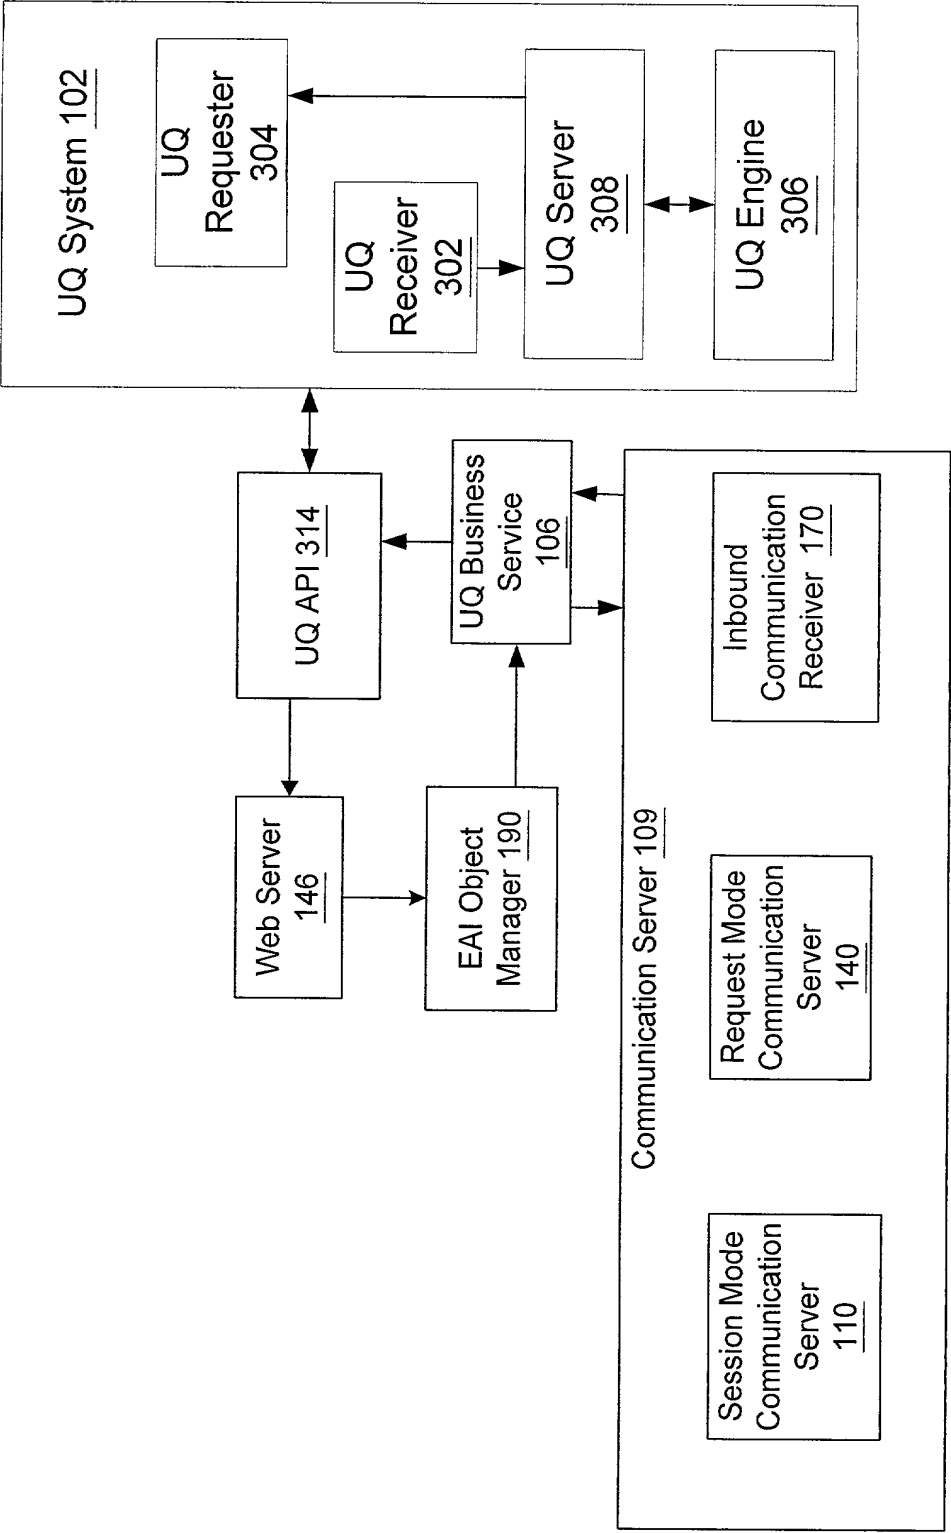 UQ System 102
UQ
Requester
304
UQ
Receiver
302
UQ Server
308
UQ Engine
306
UQ API 314
UQ Business
Service
106
Web Server
146
EAI Object
Manager 190
Communication Server 109
Session Mode
Communication
Server
110
Request Mode
Communication
Server
140
Inbound
Communication
Receiver 170